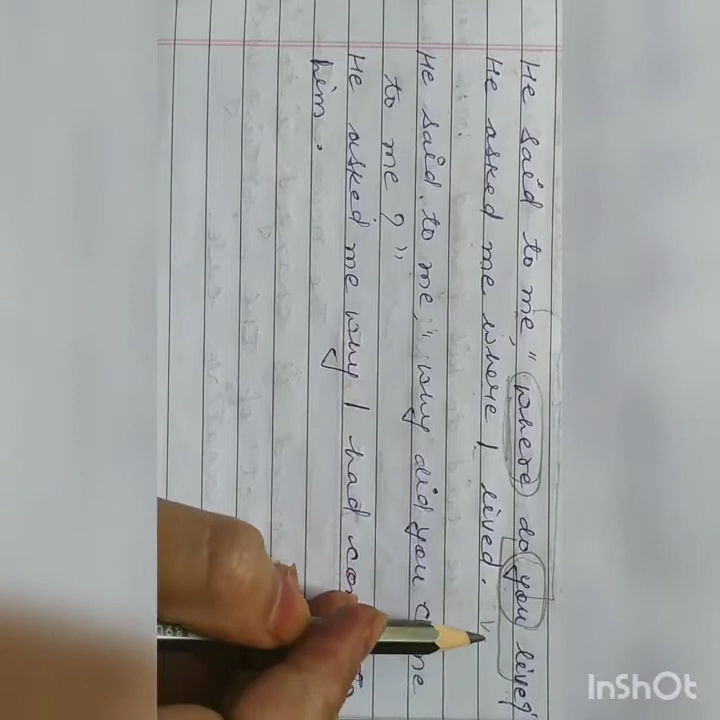 He said to me, "where do you live?"
He asked me where I lived.
He said to me, "why did you come
to me?"
He asked me why I had
him.
InShOt